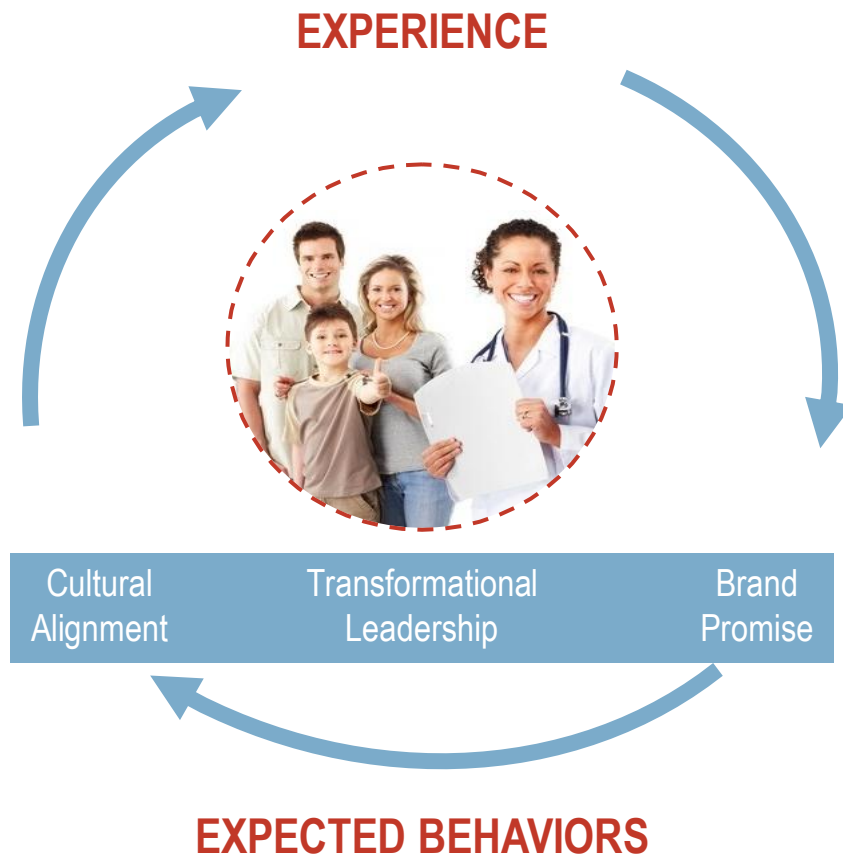 EXPERIENCE
Cultural
Alignment
Transformational
Leadership
Brand
Promise
EXPECTED BEHAVIORS